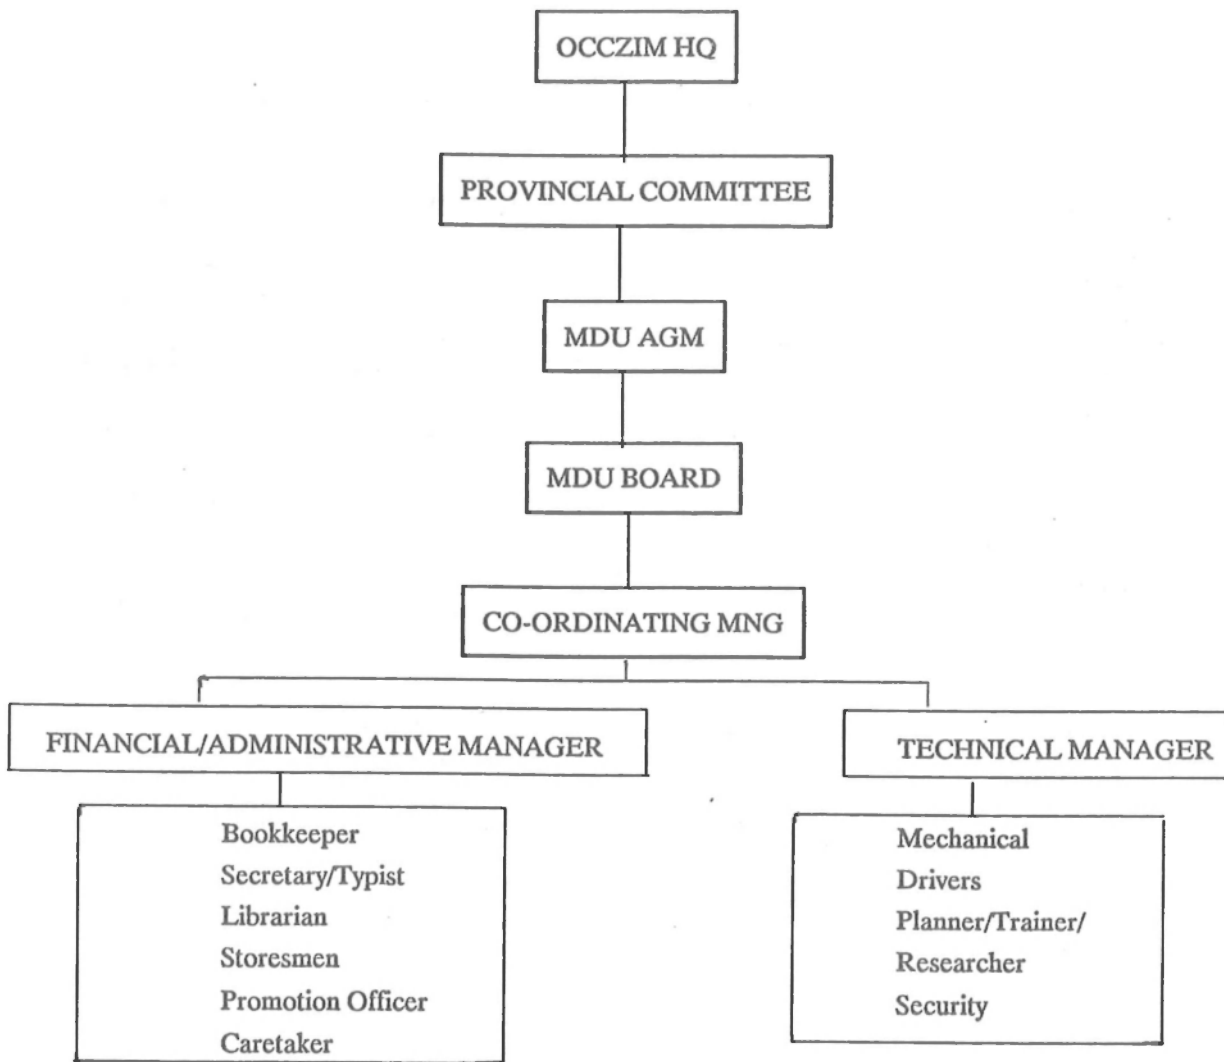 OCCZIM HQ
PROVINCIAL COMMITTEE
MDU AGM
MDU BOARD
CO-ORDINATING MNG
FINANCIAL/ADMINISTRATIVE MANAGER
TECHNICAL MANAGER
Bookkeeper
Secretary/Typist
Librarian
Storesmen
Promotion Officer
Caretaker
Mechanical
Drivers
Planner/Trainer/
Researcher
Security